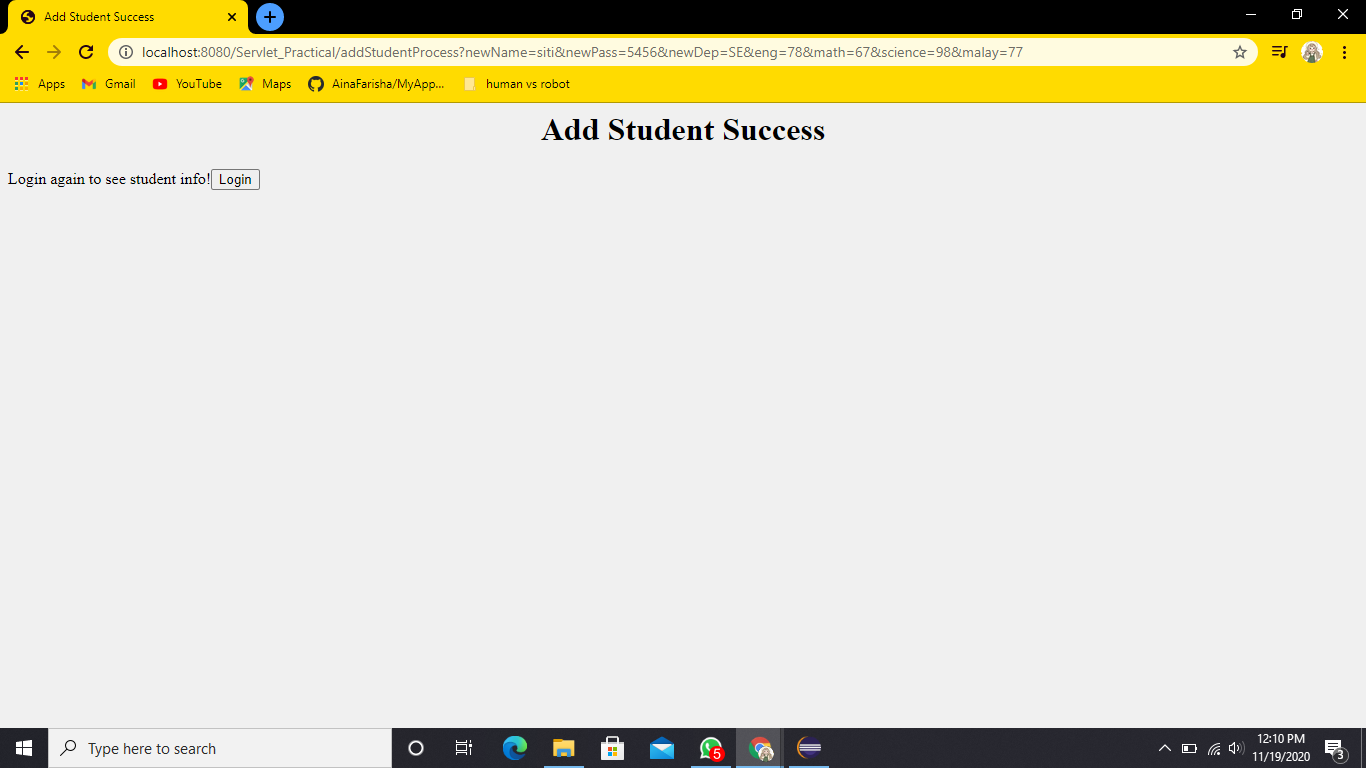 Add Student Success
localhost:8080/Servlet_Practical/addStudentProcess?newName=siti&newPass=5456&newDep=SE&eng=78&math=67&science=98&malay=77
Apps Gmail YouTube Maps AinaFarisha/MyApp... human vs robot
Add Student Success
Login again to see student info! Login
Type here to search
5
12:10 PM
11/19/2020
3